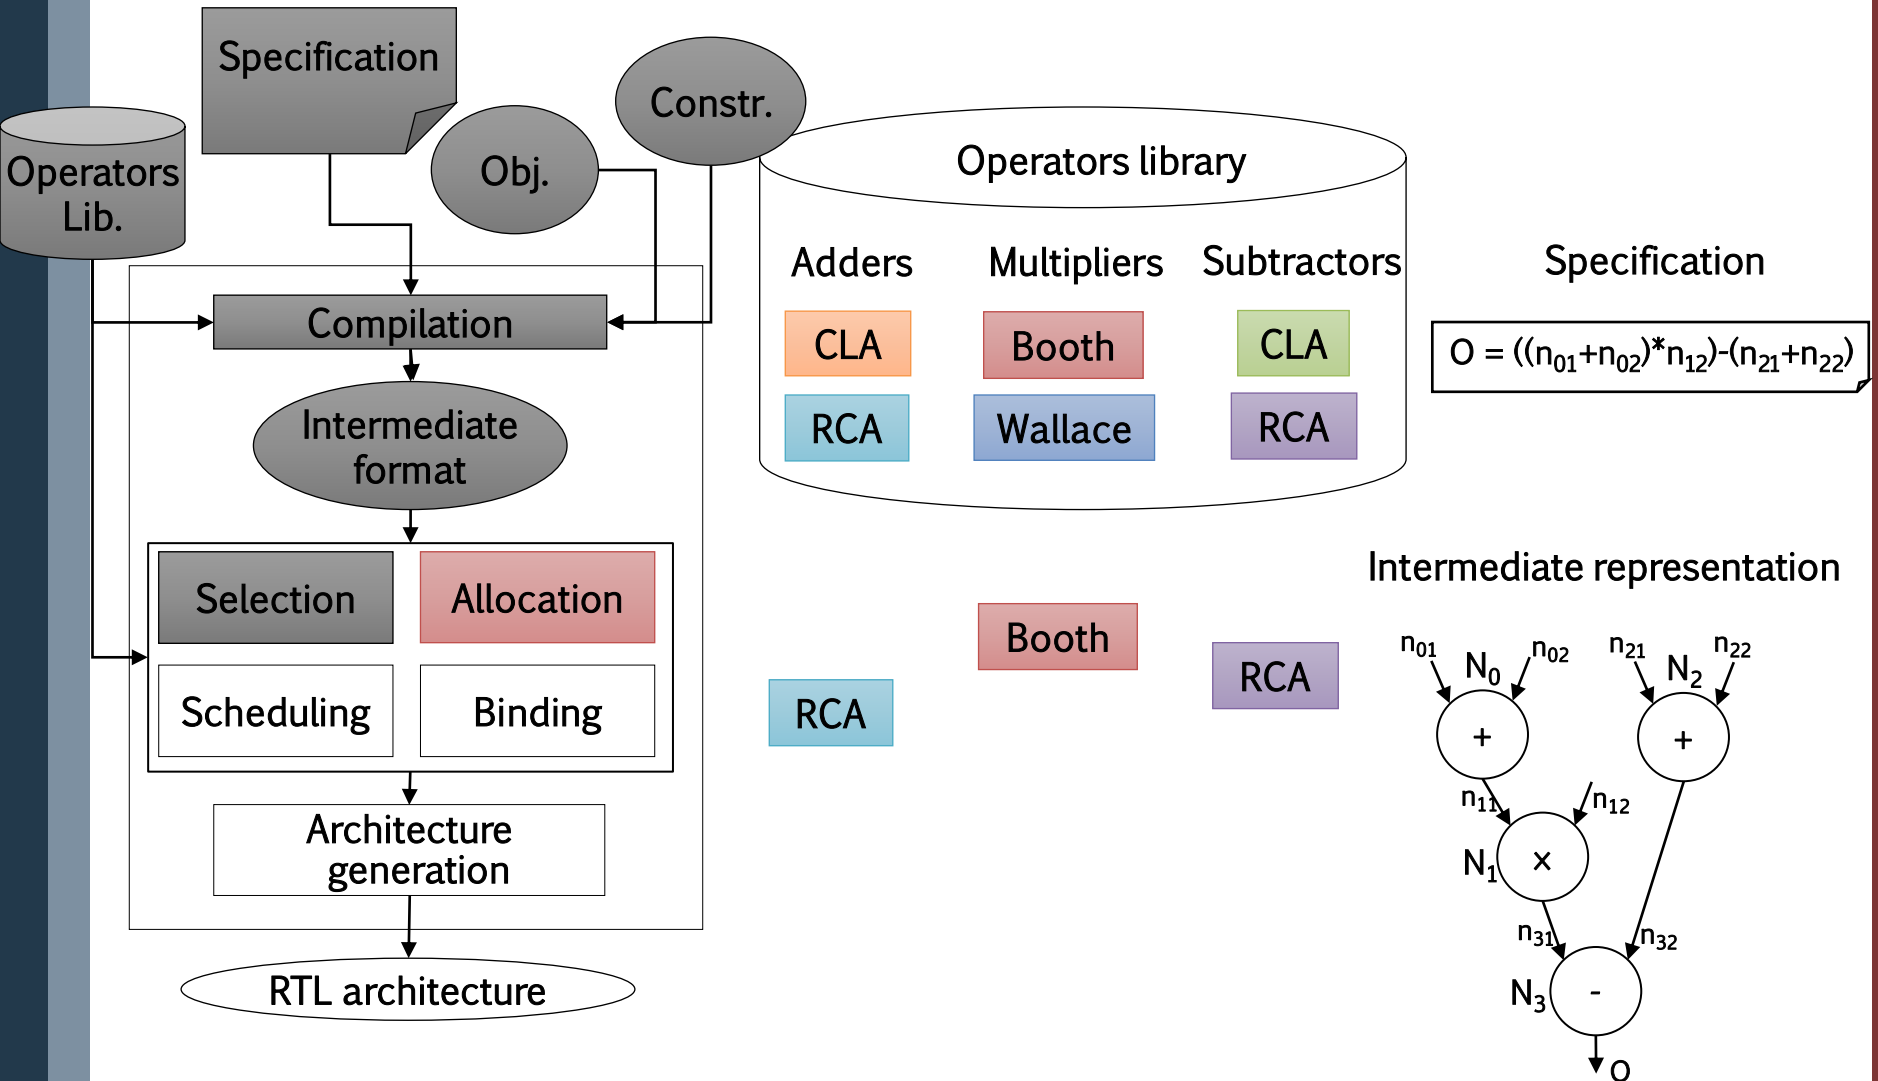 Specification
Constr.
Obj.
Operators
Lib.
Compilation
Intermediate
format
Selection
Allocation
Scheduling
Binding
Architecture
generation
RTL architecture
Operators library
Adders
Multipliers
Subtractors
CLA
Booth
CLA
RCA
Wallace
RCA
Specification
O = ((n₀₁+n₀₂)*n₁₂)-(n₂₁+n₂₂)
RCA
Booth
RCA
Intermediate representation
n₀₁
N₀
n₀₂
n₂₁
N₂
n₂₂
+
+
n₁₁
n₁₂
N₁
x
n₃₁
n₃₂
N₃
-
O